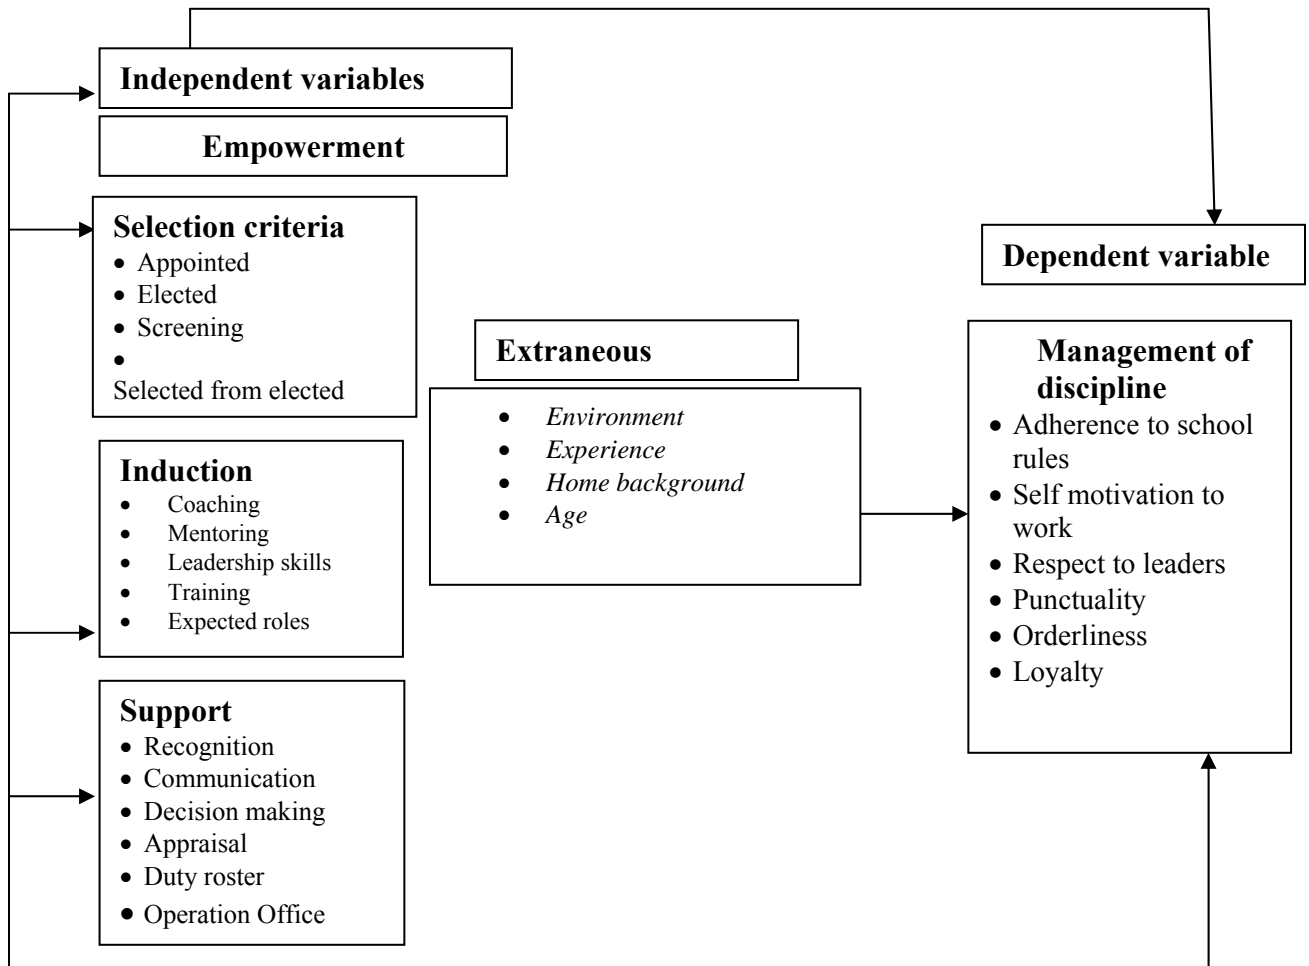 Independent variables
Empowerment
Selection criteria
• Appointed
• Elected
• Screening
•
Selected from elected
Induction
• Coaching
• Mentoring
• Leadership skills
• Training
• Expected roles
Support
• Recognition
• Communication
• Decision making
• Appraisal
• Duty roster
• Operation Office
Extraneous
• Environment
• Experience
• Home background
• Age
Dependent variable
Management of
discipline
• Adherence to school
rules
• Self motivation to
work
• Respect to leaders
• Punctuality
• Orderliness
• Loyalty